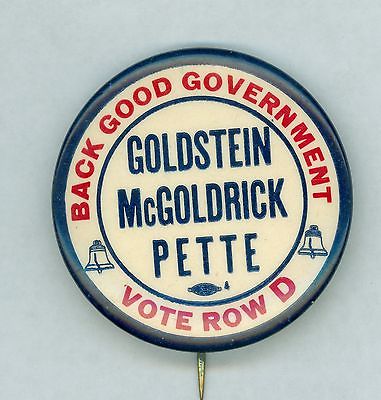 BACK GOOD GOVERNMENT
GOLDSTEIN
McGOLDRICK
PETTE
VOTE ROW D